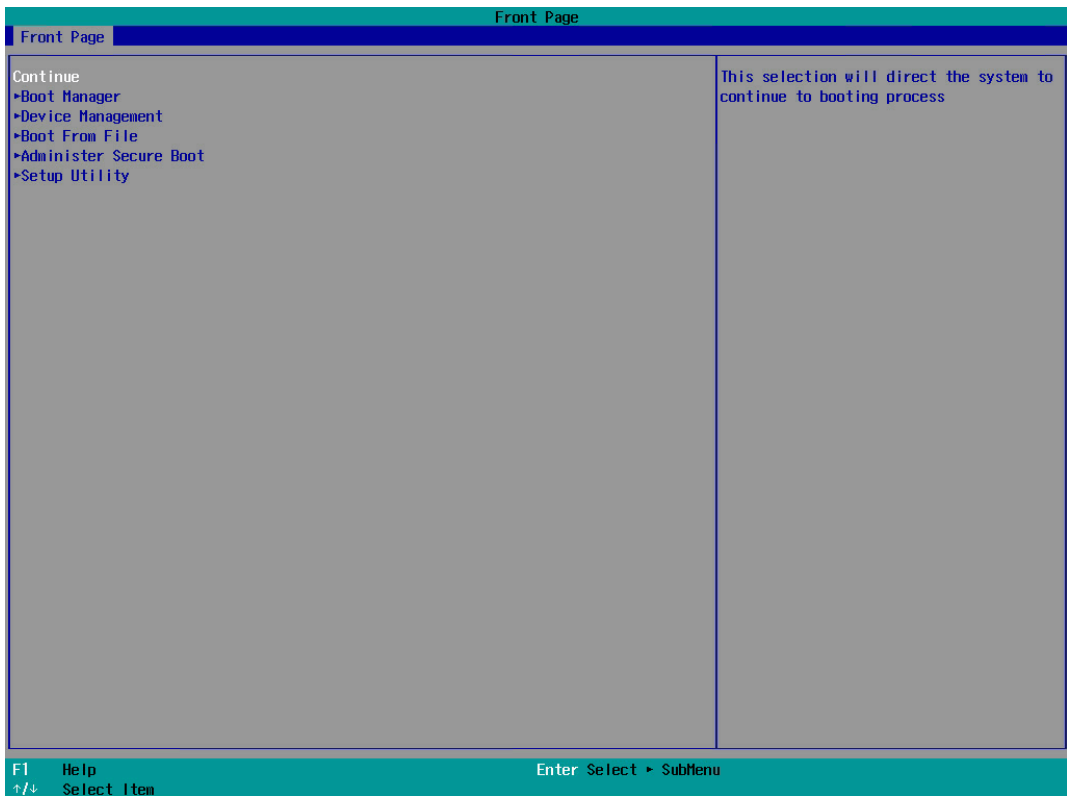 Front Page
Front Page
Continue
▸Boot Manager
▸Device Management
▸Boot From File
▸Administer Secure Boot
▸Setup Utility
This selection will direct the system to
continue to booting process
F1 Help
↑/↓ Select Item
Enter Select ▸ SubMenu